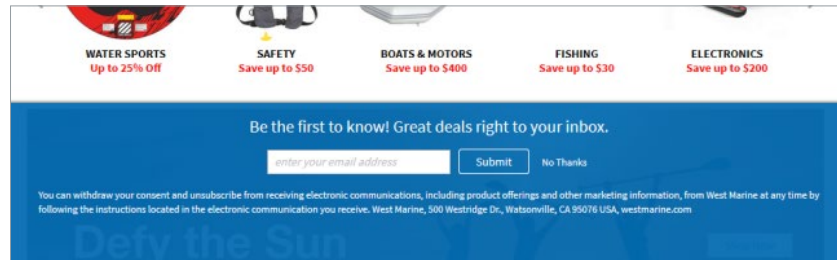 WATER SPORTS
Up to 25% Off
SAFETY
Save up to $50
BOATS & MOTORS
Save up to $400
FISHING
Save up to $30
ELECTRONICS
Save up to $200
Be the first to know! Great deals right to your inbox.
enter your email address
Submit
No Thanks
You can withdraw your consent and unsubscribe from receiving electronic communications, including product offerings and other marketing information, from West Marine at any time by
following the instructions located in the electronic communication you receive. West Marine, 500 Westridge Dr., Watsonville, CA 95076 USA, westmarine.com
Defy the Sun
Shop Now